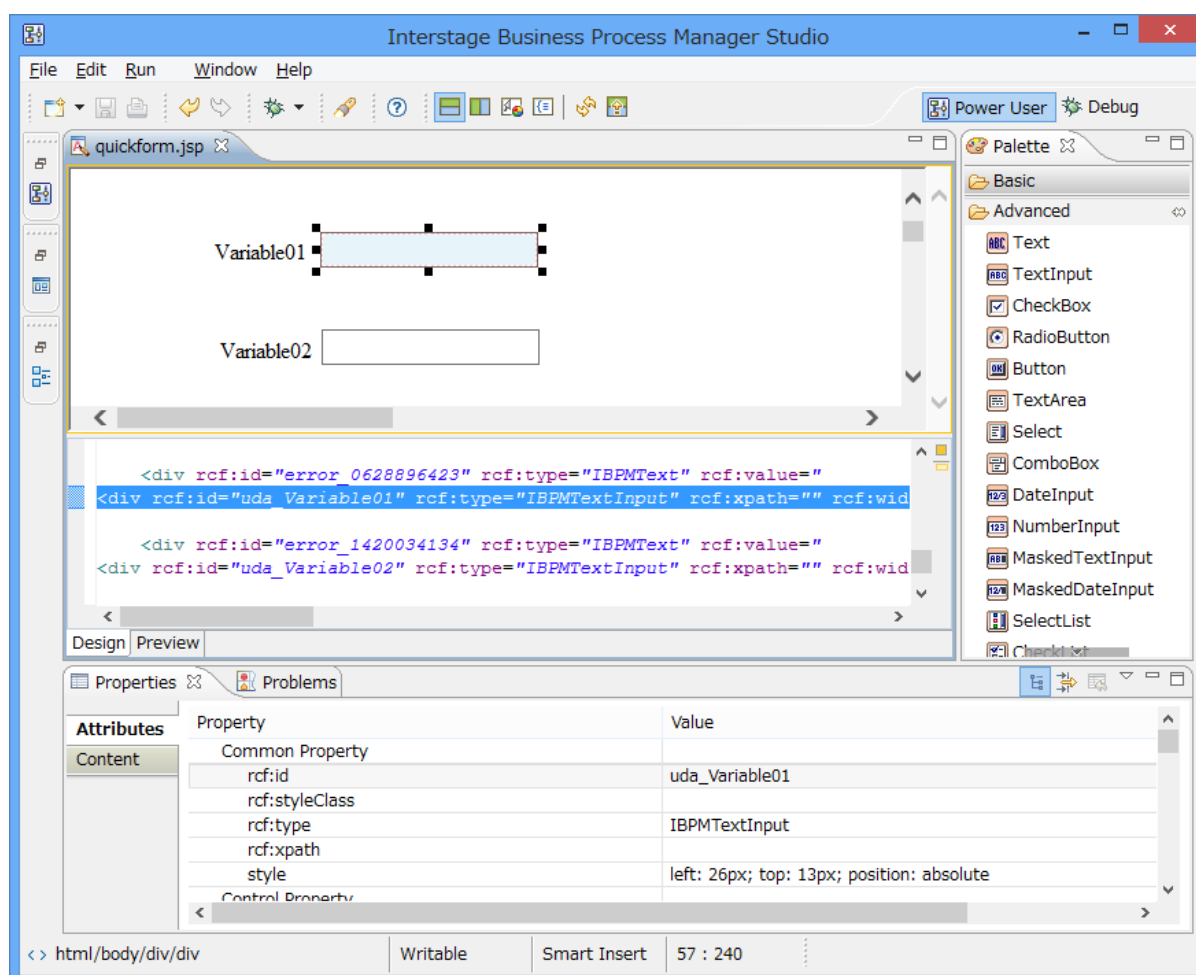 Interstage Business Process Manager Studio
File Edit Run Window Help
Power User Debug
quickform.jsp
Variable01
Variable02
<div rcf:id="error_0628896423" rcf:type="IBPMText" rcf:value="
<div rcf:id="uda_Variable01" rcf:type="IBPMTextInput" rcf:xpath="" rcf:wid
<div rcf:id="error_1420034134" rcf:type="IBPMText" rcf:value="
<div rcf:id="uda_Variable02" rcf:type="IBPMTextInput" rcf:xpath="" rcf:wid
Design Preview
Palette
Basic
Advanced
Text
TextInput
CheckBox
RadioButton
Button
TextArea
Select
ComboBox
DateInput
NumberInput
MaskedTextInput
MaskedDateInput
SelectList
CheckList
Properties Problems
Attributes
Content
Property Value
Common Property
rcf:id uda_Variable01
rcf:styleClass
rcf:type IBPMTextInput
rcf:xpath
style left: 26px; top: 13px; position: absolute
Control Property
html/body/div/div Writable Smart Insert 57 : 240